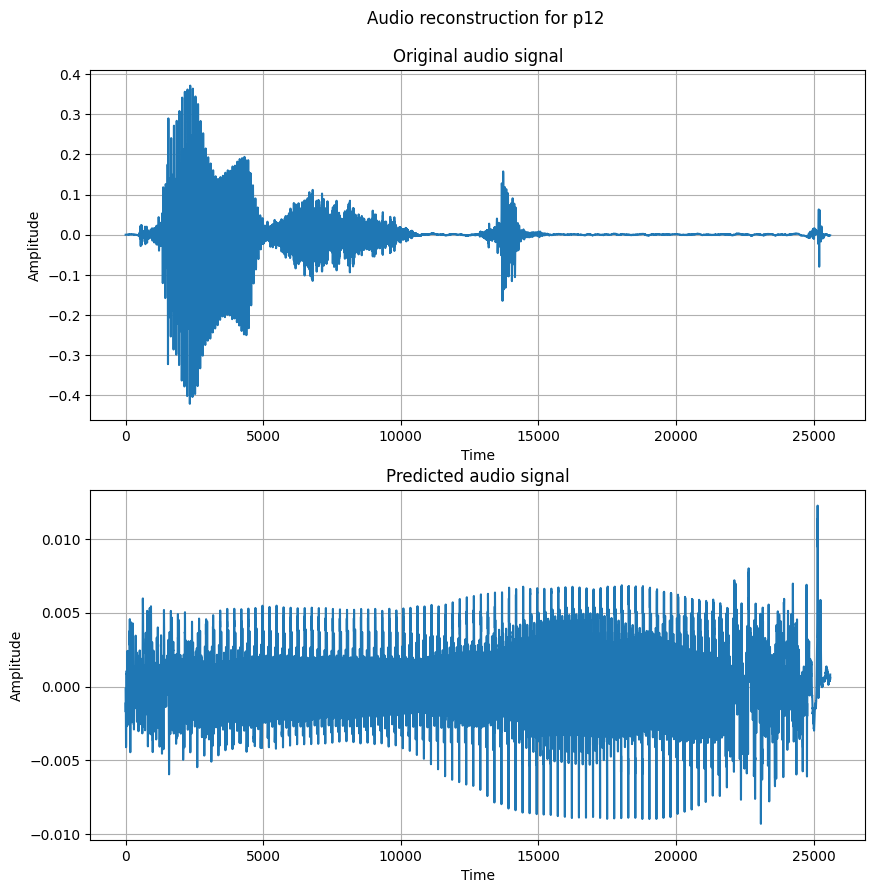 Audio reconstruction for p12
Original audio signal
0.4
0.3
0.2
0.1
0.0
−0.1
−0.2
−0.3
−0.4
Amplitude
0 5000 10000 15000 20000 25000
Time
Predicted audio signal
0.010
0.005
0.000
−0.005
−0.010
Amplitude
0 5000 10000 15000 20000 25000
Time